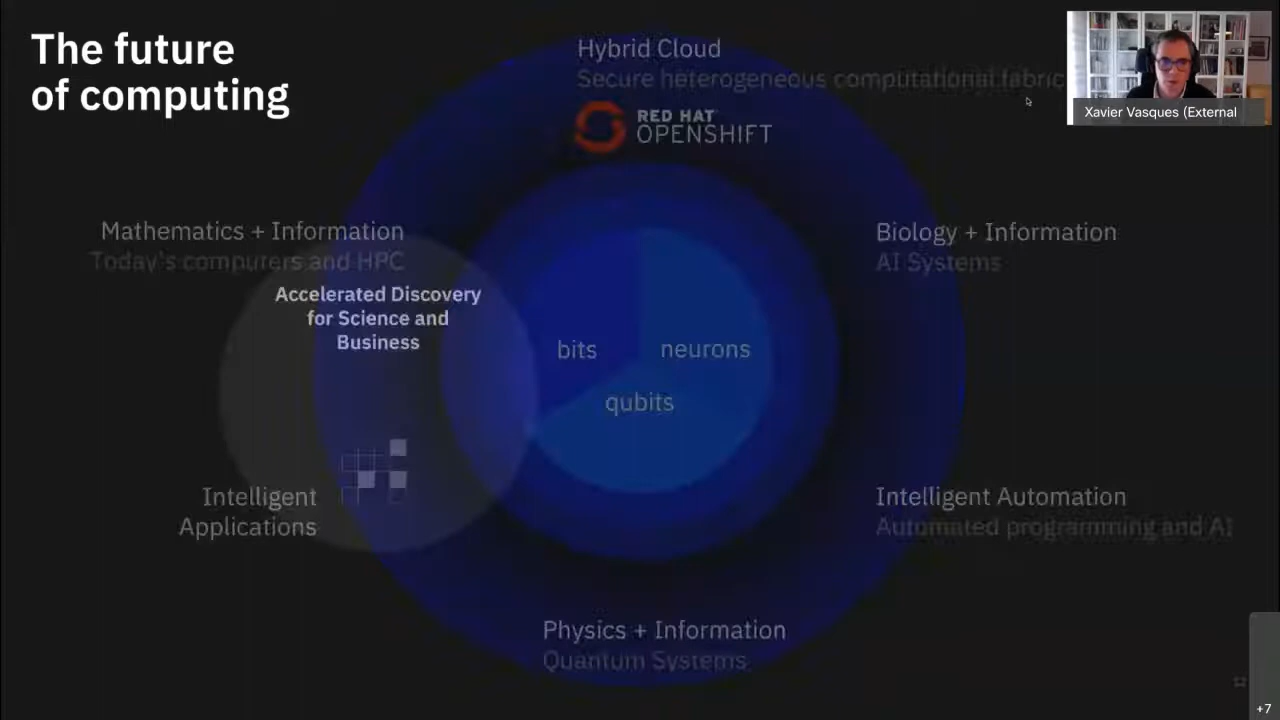 The future
of computing
Hybrid Cloud
Secure heterogeneous computational fabric
RED HAT
OPENSHIFT
Xavier Vasques (External
Mathematics + Information
Today's computers and HPC
Biology + Information
AI Systems
Accelerated Discovery
for Science and
Business
bits
neurons
qubits
Intelligent
Applications
Intelligent Automation
Automated programming and AI
Physics + Information
Quantum Systems
+7